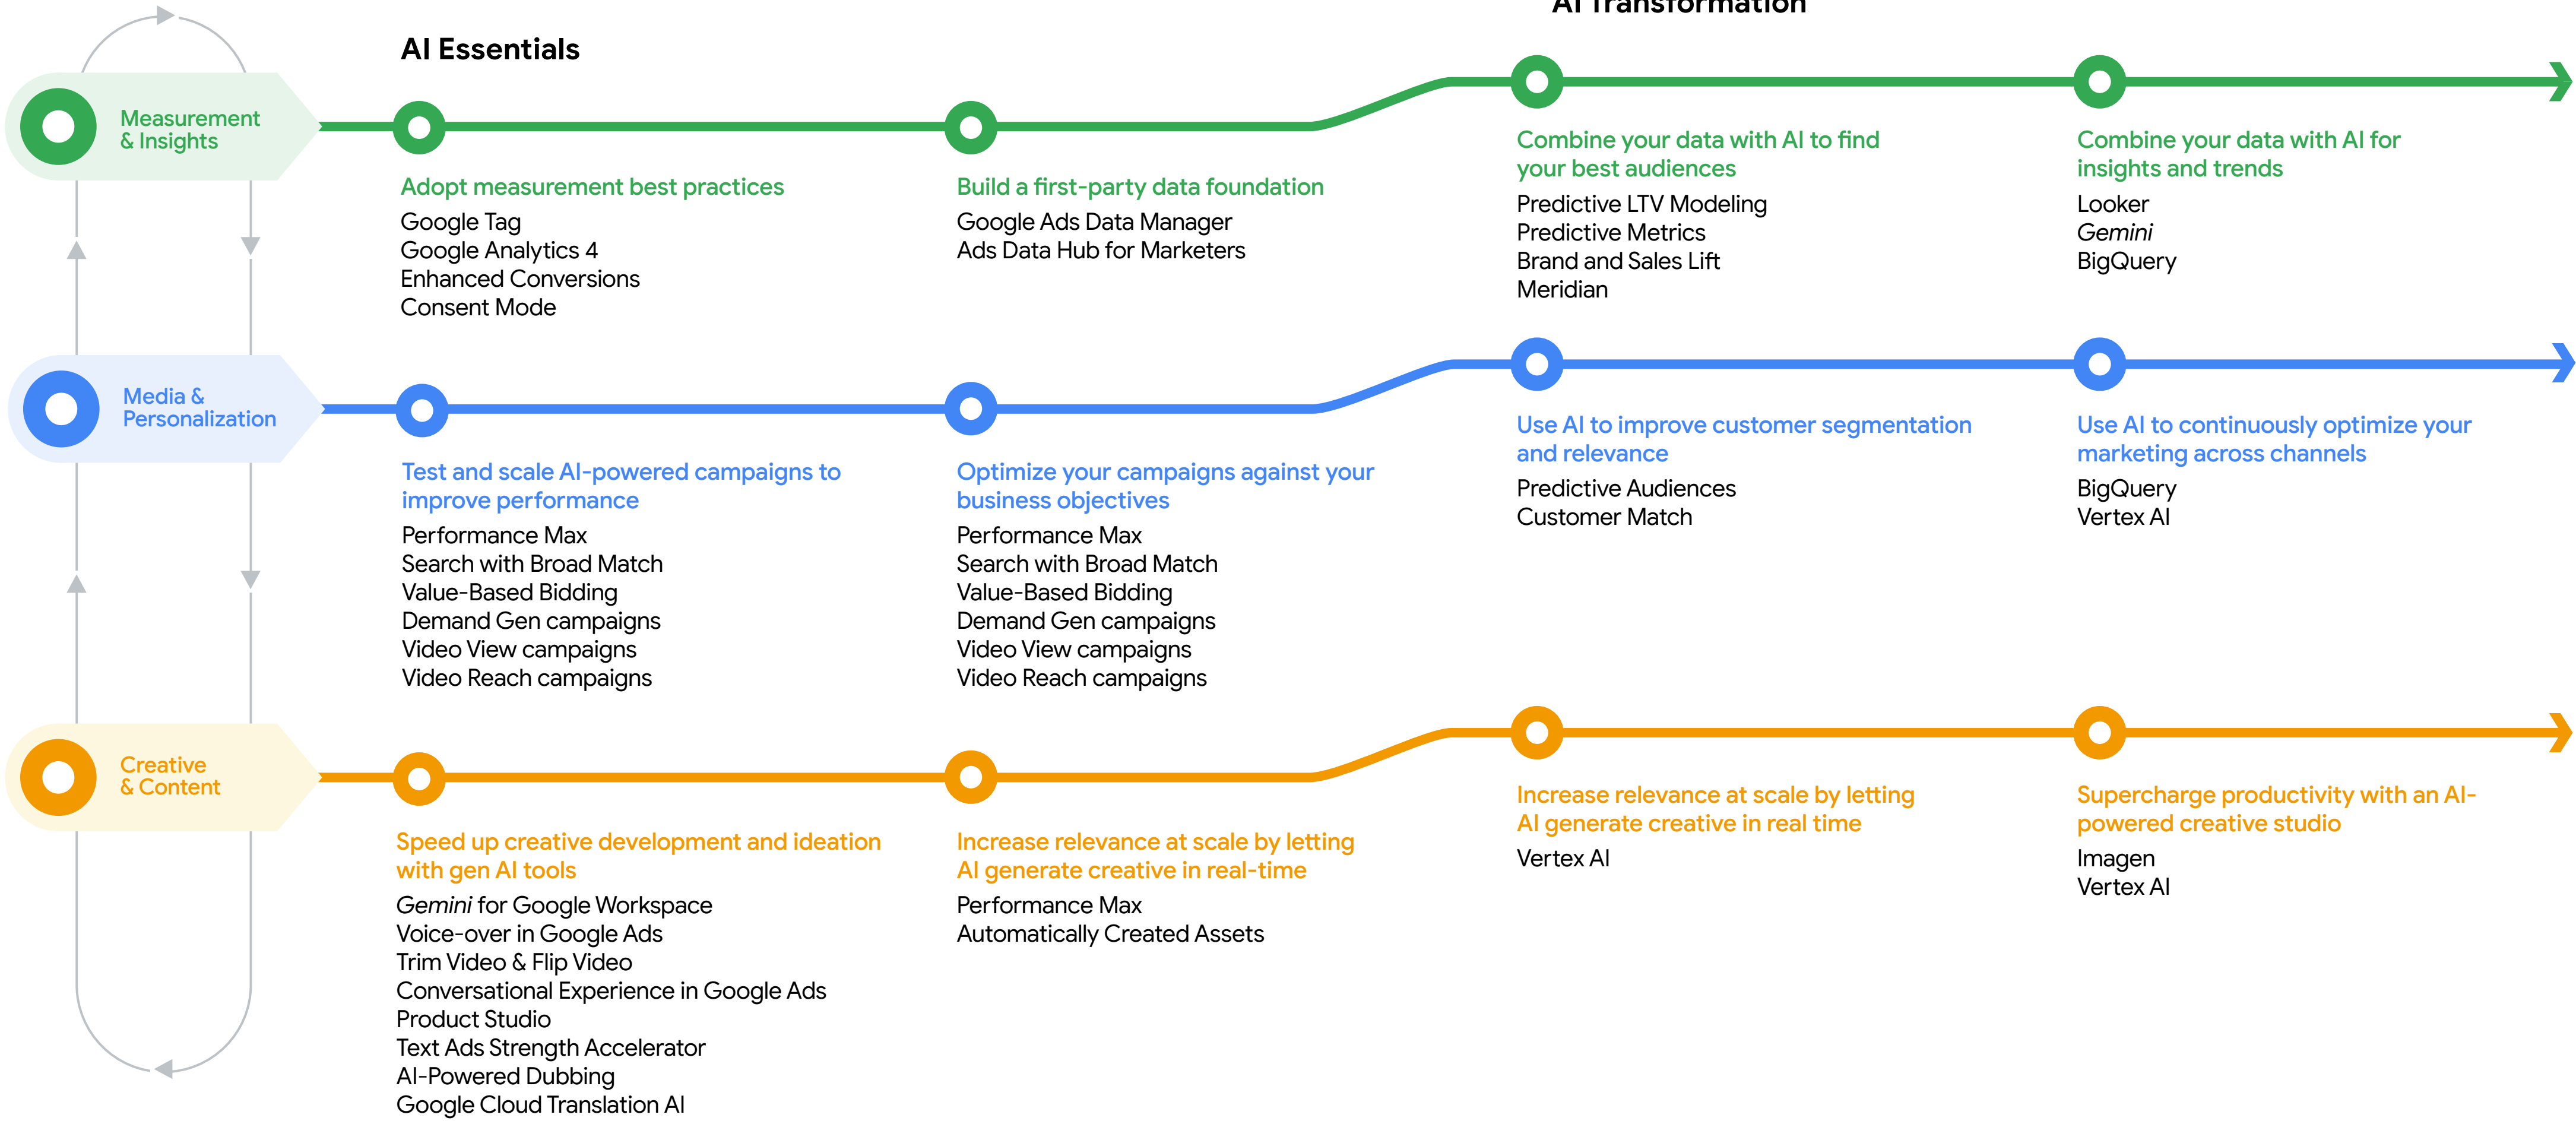 AI Transformation
AI Essentials
Measurement
& Insights
Adopt measurement best practices
Google Tag
Google Analytics 4
Enhanced Conversions
Consent Mode
Build a first-party data foundation
Google Ads Data Manager
Ads Data Hub for Marketers
Combine your data with AI to find
your best audiences
Predictive LTV Modeling
Predictive Metrics
Brand and Sales Lift
Meridian
Combine your data with AI for
insights and trends
Looker
Gemini
BigQuery
Media &
Personalization
Test and scale AI-powered campaigns to
improve performance
Performance Max
Search with Broad Match
Value-Based Bidding
Demand Gen campaigns
Video View campaigns
Video Reach campaigns
Optimize your campaigns against your
business objectives
Performance Max
Search with Broad Match
Value-Based Bidding
Demand Gen campaigns
Video View campaigns
Video Reach campaigns
Use AI to improve customer segmentation
and relevance
Predictive Audiences
Customer Match
Use AI to continuously optimize your
marketing across channels
BigQuery
Vertex AI
Creative
& Content
Speed up creative development and ideation
with gen AI tools
Gemini for Google Workspace
Voice-over in Google Ads
Trim Video & Flip Video
Conversational Experience in Google Ads
Product Studio
Text Ads Strength Accelerator
AI-Powered Dubbing
Google Cloud Translation AI
Increase relevance at scale by letting
AI generate creative in real-time
Performance Max
Automatically Created Assets
Increase relevance at scale by letting
AI generate creative in real time
Vertex AI
Supercharge productivity with an AI-
powered creative studio
Imagen
Vertex AI